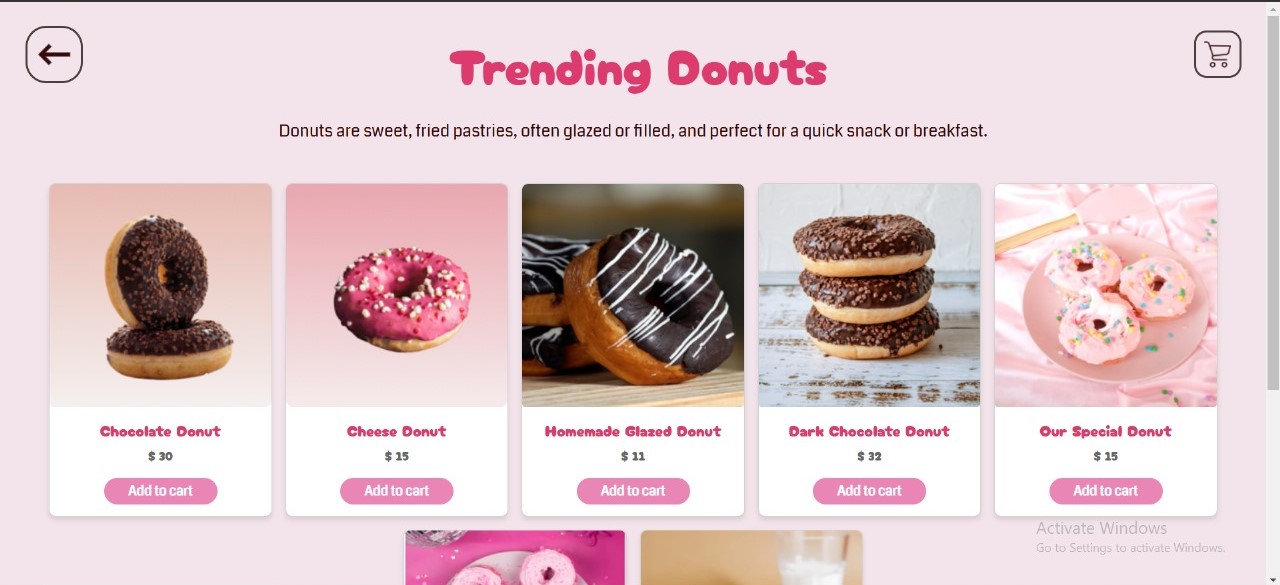 Trending Donuts
Donuts are sweet, fried pastries, often glazed or filled, and perfect for a quick snack or breakfast.
Chocolate Donut
$ 30
Add to cart
Cheese Donut
$ 15
Add to cart
Homemade Glazed Donut
$ 11
Add to cart
Dark Chocolate Donut
$ 32
Add to cart
Our Special Donut
$ 15
Add to cart
Activate Windows
Go to Settings to activate Windows.